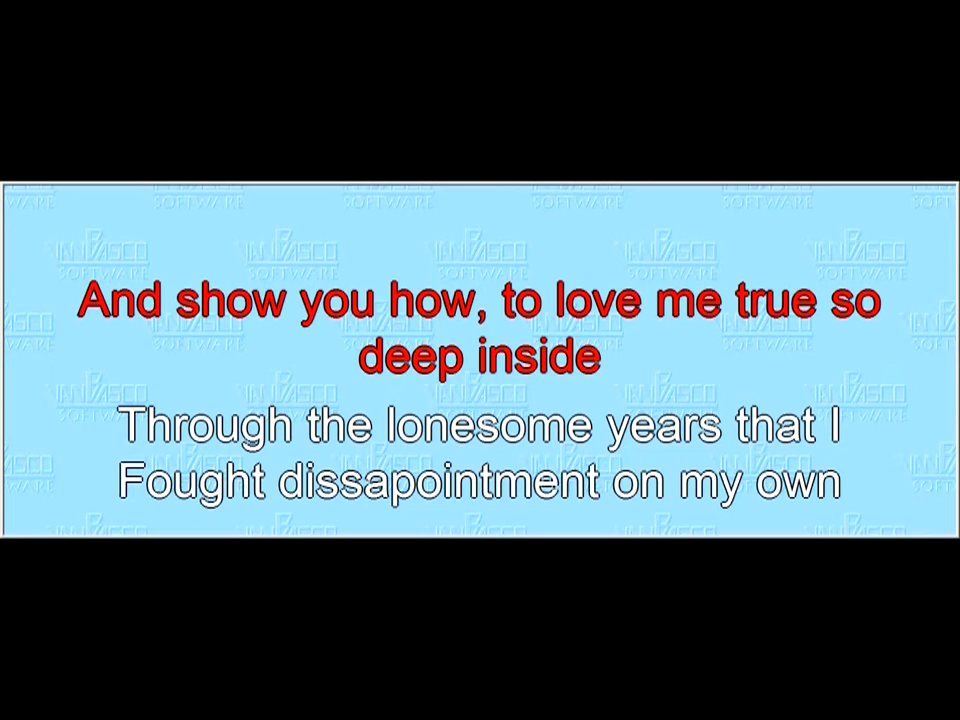 And show you how, to love me true so
deep inside
Through the lonesome years that I
Fought dissapointment on my own